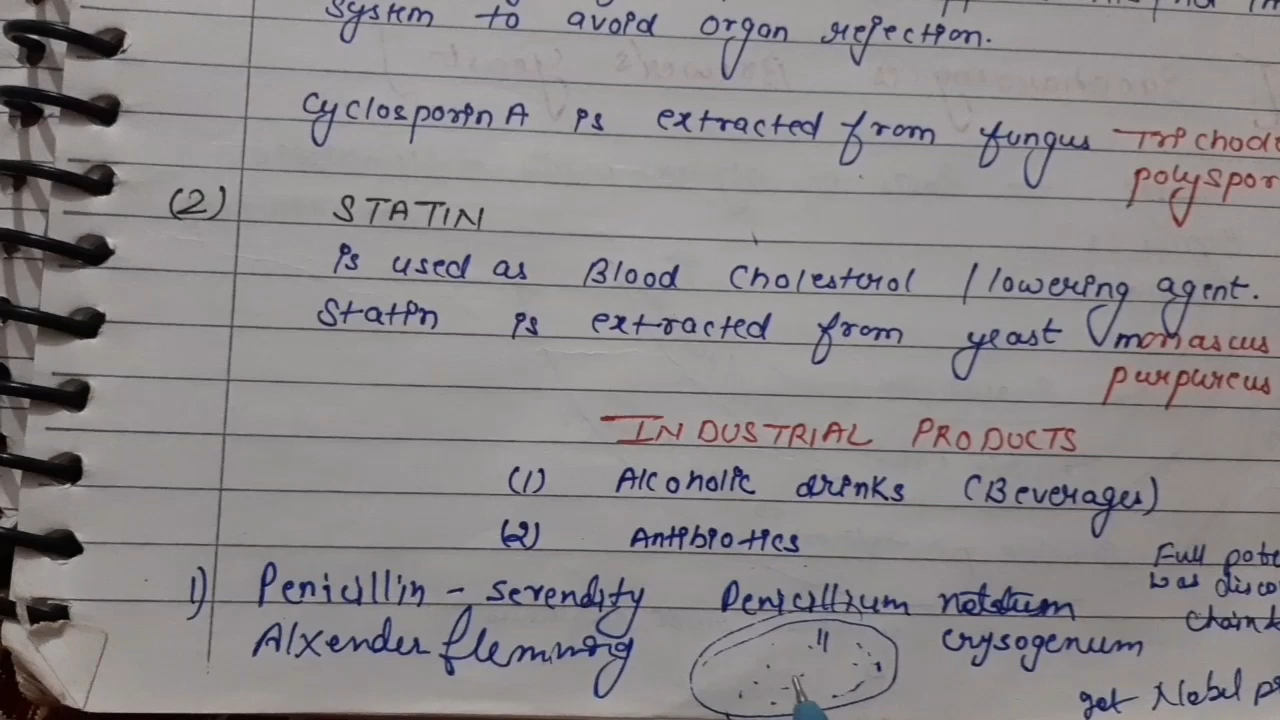 System to avoid organ rejection.
Cyclosporin A is extracted from fungus Trichod
polyspor
(2) STATIN
is used as Blood Cholesterol / lowering agent.
Statin is extracted from yeast monascus
purpureus
INDUSTRIAL PRODUCTS
(1) Alcoholic drinks (Beverages)
(2) Antibiotics
Full pote
was disco
1) Penicillin - serendity Penicillium notatum
chain &
Alxender flemming crysogenum
get Nobel p